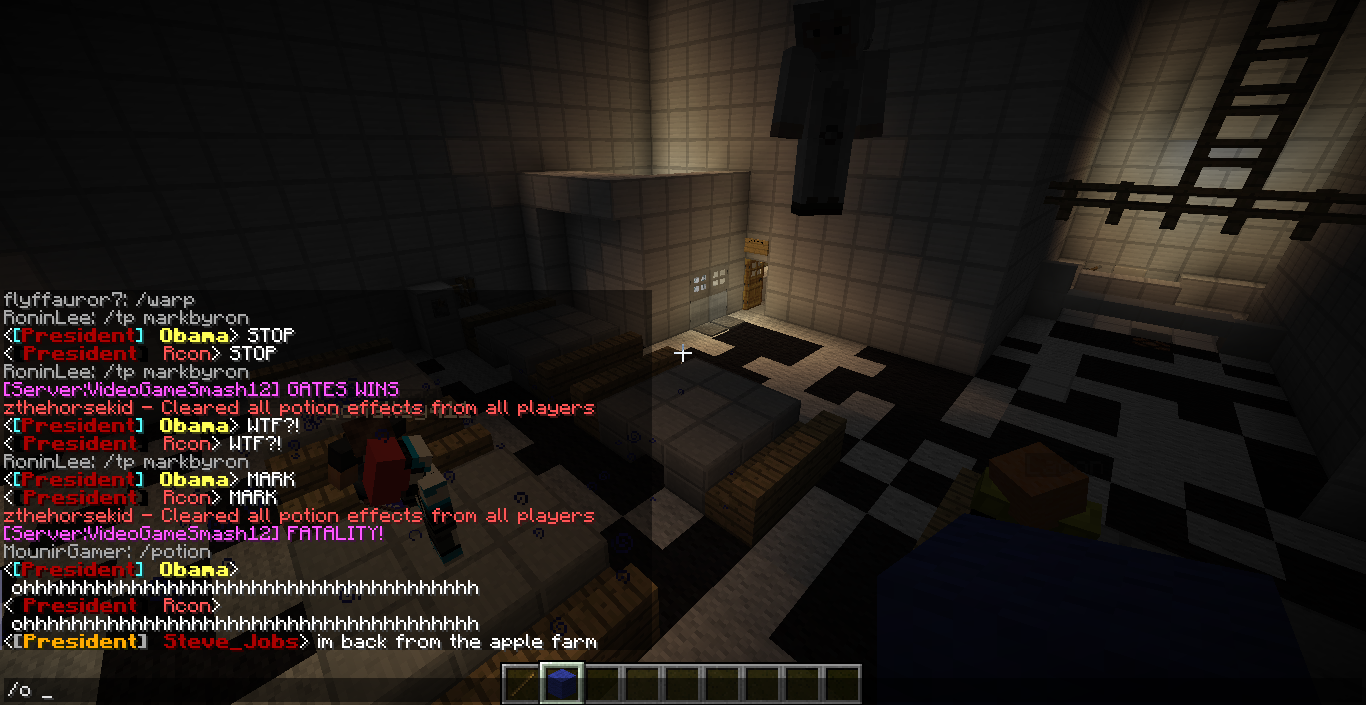 flyffauror7: /warp
RoninLee: /tp markbyron
<[President] Obama> STOP
< President  Rcon> STOP
RoninLee: /tp markbyron
[Server:VideoGameSmash12] GATES WINS
zthehorsekid - Cleared all potion effects from all players
<[President] Obama> WTF?!
< President  Rcon> WTF?!
RoninLee: /tp markbyron
<[President] Obama> MARK
< President  Rcon> MARK
zthehorsekid - Cleared all potion effects from all players
[Server:VideoGameSmash12] FATALITY!
MounirGamer: /potion
<[President] Obama>
ohhhhhhhhhhhhhhhhhhhhhhhhhhhhhhhhhhhhhh
< President  Rcon>
ohhhhhhhhhhhhhhhhhhhhhhhhhhhhhhhhhhhhhh
<[President] Steve_Jobs> im back from the apple farm
/o _